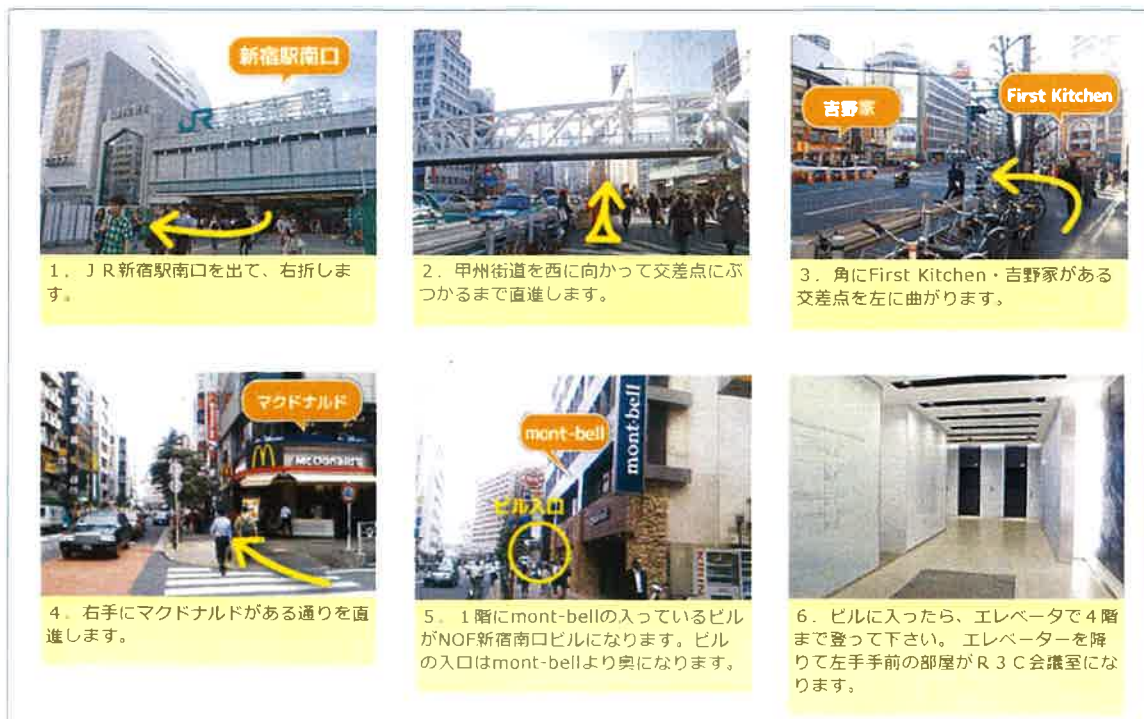 新宿駅南口
JR
1. JR新宿駅南口を出て、右折しま
す。
2. 甲州街道を西に向かって交差点にぶ
つかるまで直進します。
吉野家
First Kitchen
3. 角にFirst Kitchen・吉野家がある
交差点を左に曲がります。
マクドナルド
McDonald's
4. 右手にマクドナルドがある通りを直
進します。
mont-bell
mont-bell
ビル入口
5. 1階にmont-bellの入っているビル
がNOF新宿南口ビルになります。ビル
の入口はmont-bellより奥になります。
6. ビルに入ったら、エレベータで4階
まで登って下さい。 エレベーターを降
りて左手手前の部屋がR3C会議室にな
ります。